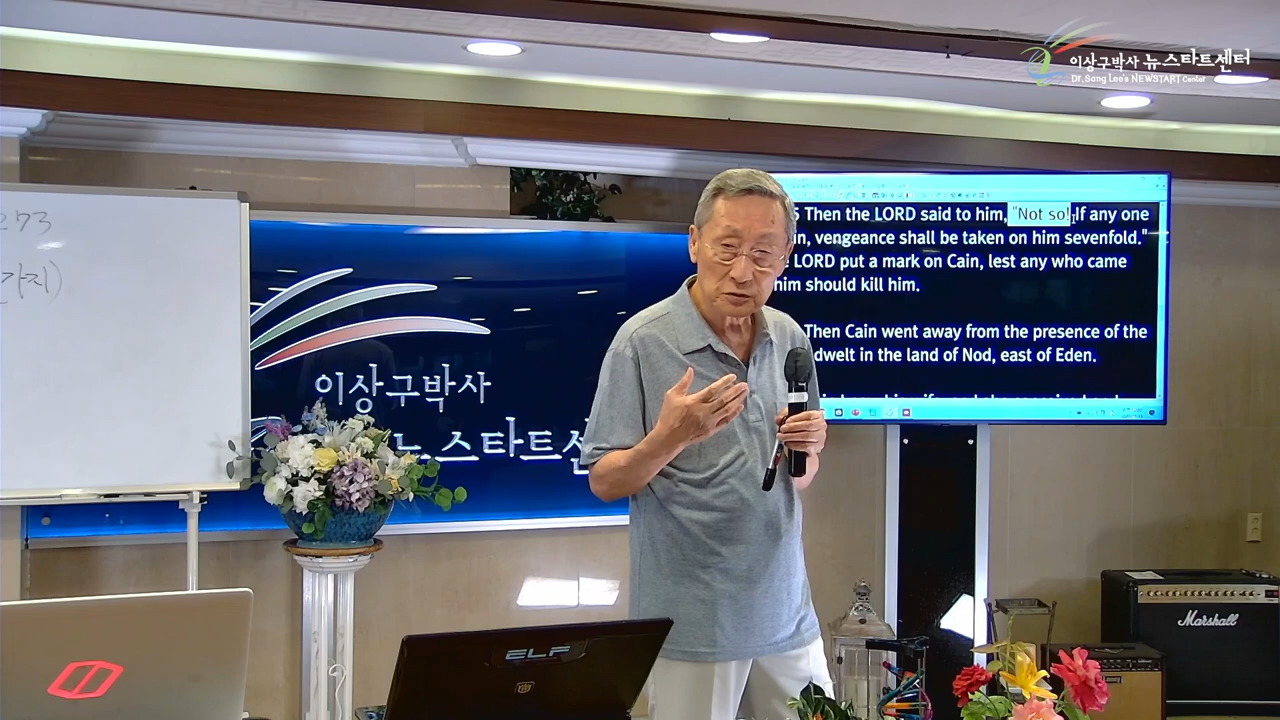 이상구박사 뉴스타트센터
Dr. Sang Lee's NEWSTART Center
273
가지)
이상구박사
뉴스타트센
Then the LORD said to him, "Not so! If any one
in, vengeance shall be taken on him sevenfold."
LORD put a mark on Cain, lest any who came
him should kill him.
Then Cain went away from the presence of the
dwelt in the land of Nod, east of Eden.
ELF
Marshall